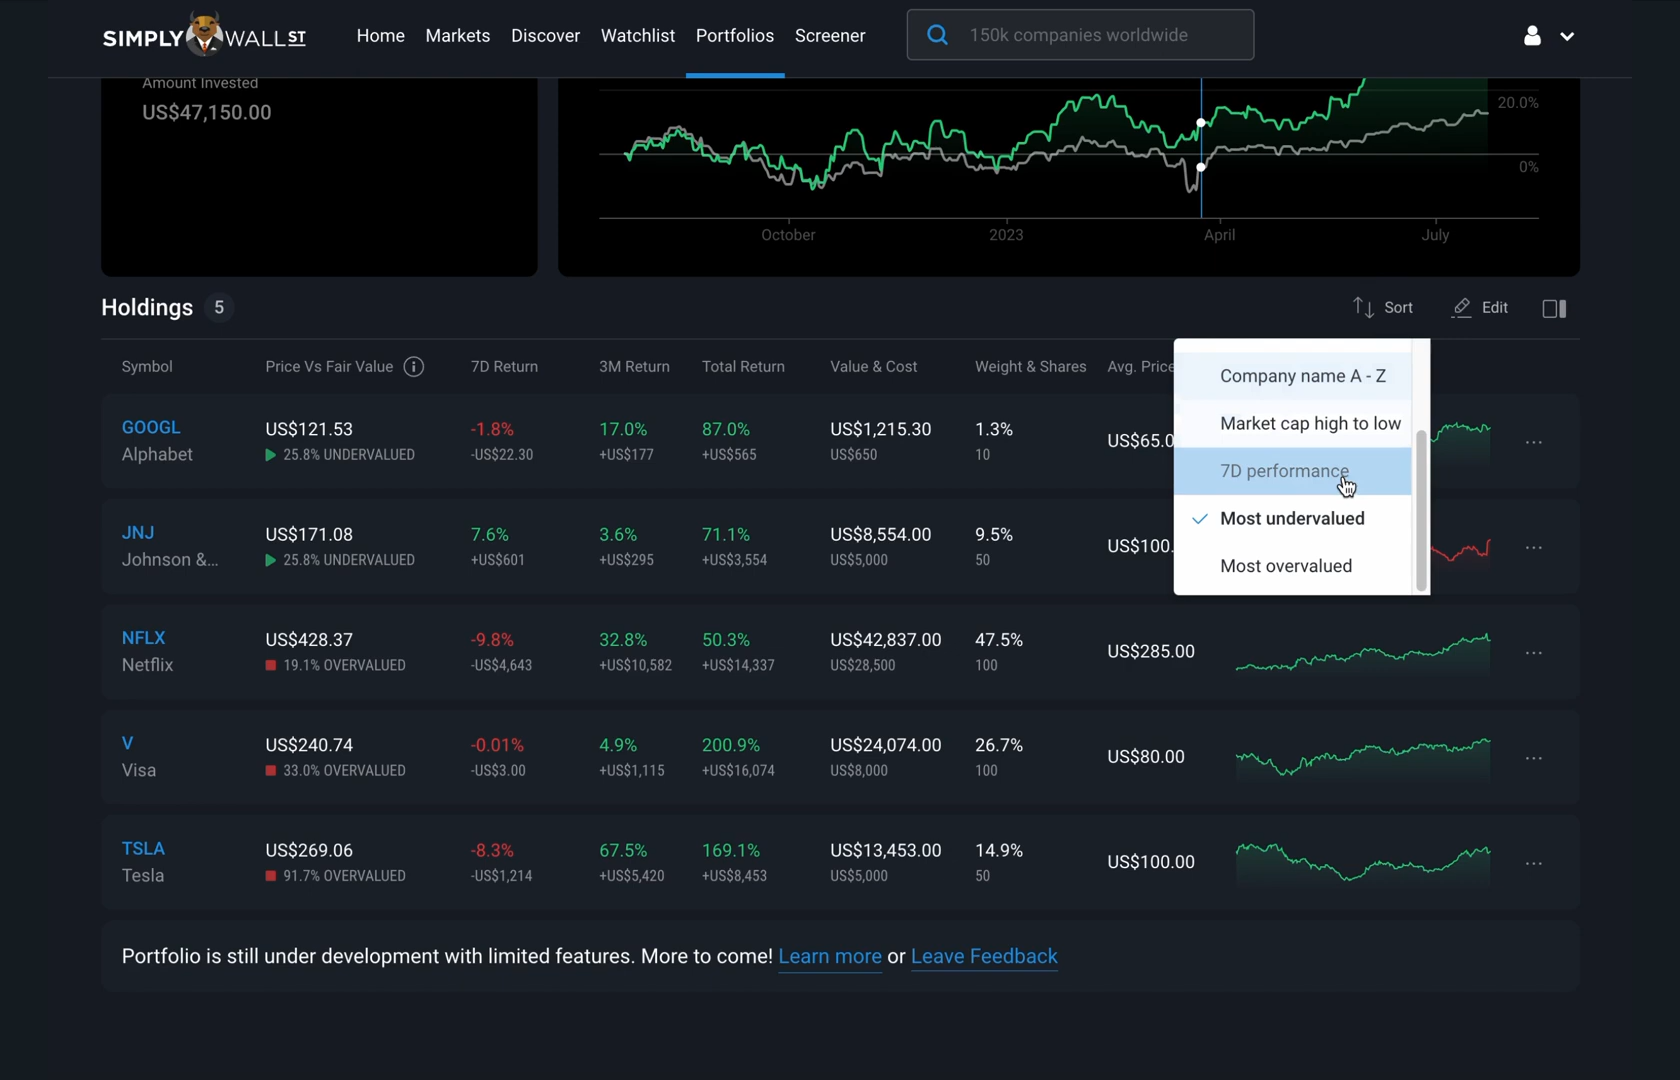 SIMPLY WALL ST
Home Markets Discover Watchlist Portfolios Screener
150k companies worldwide
Amount Invested
US$47,150.00
20.0%
0%
October 2023 April July
Holdings 5
Sort Edit
Symbol Price Vs Fair Value 7D Return 3M Return Total Return Value & Cost Weight & Shares Avg. Price
Company name A - Z
Market cap high to low
7D performance
Most undervalued
Most overvalued
GOOGL US$121.53 -1.8% 17.0% 87.0% US$1,215.30 1.3% US$65.0
Alphabet 25.8% UNDERVALUED -US$22.30 +US$177 +US$565 US$650 10
JNJ US$171.08 7.6% 3.6% 71.1% US$8,554.00 9.5% US$100.
Johnson &... 25.8% UNDERVALUED +US$601 +US$295 +US$3,554 US$5,000 50
NFLX US$428.37 -9.8% 32.8% 50.3% US$42,837.00 47.5% US$285.00
Netflix 19.1% OVERVALUED -US$4,643 +US$10,582 +US$14,337 US$28,500 100
V US$240.74 -0.01% 4.9% 200.9% US$24,074.00 26.7% US$80.00
Visa 33.0% OVERVALUED -US$3.00 +US$1,115 +US$16,074 US$8,000 100
TSLA US$269.06 -8.3% 67.5% 169.1% US$13,453.00 14.9% US$100.00
Tesla 91.7% OVERVALUED -US$1,214 +US$5,420 +US$8,453 US$5,000 50
Portfolio is still under development with limited features. More to come! Learn more or Leave Feedback